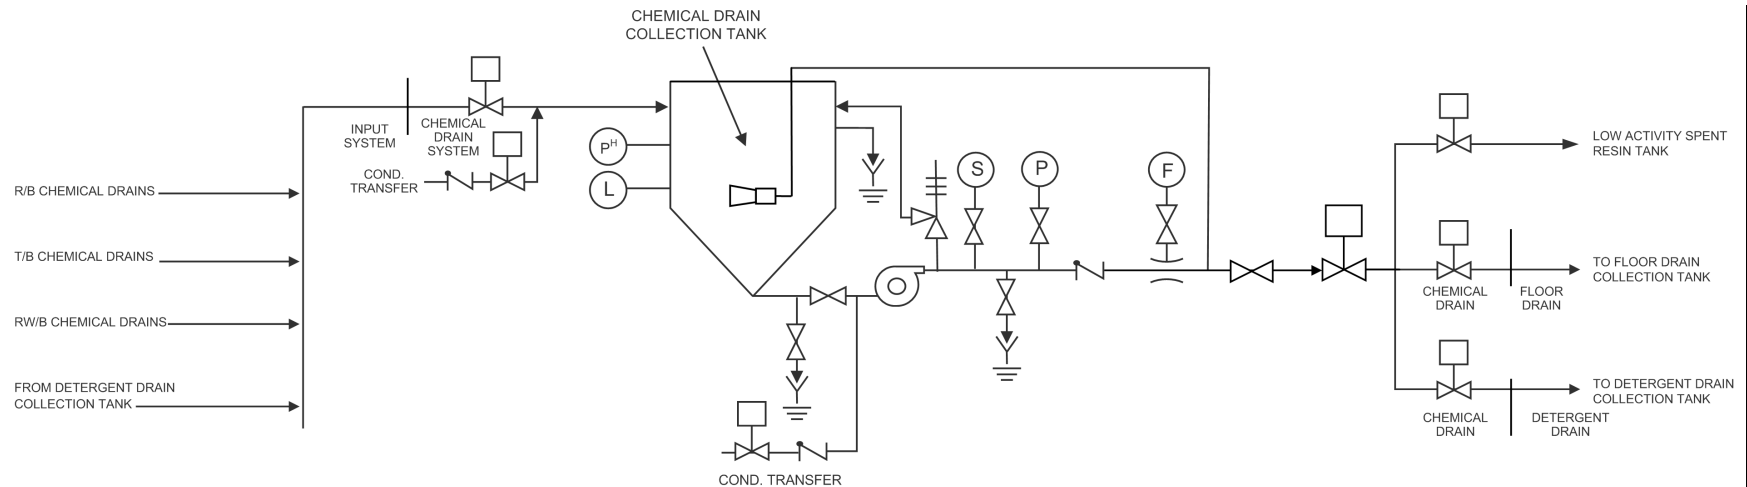 CHEMICAL DRAIN
COLLECTION TANK
INPUT
SYSTEM
CHEMICAL
DRAIN
SYSTEM
COND.
TRANSFER
R/B CHEMICAL DRAINS
T/B CHEMICAL DRAINS
RW/B CHEMICAL DRAINS
FROM DETERGENT DRAIN
COLLECTION TANK
PH
L
S
P
F
COND. TRANSFER
LOW ACTIVITY SPENT
RESIN TANK
TO FLOOR DRAIN
COLLECTION TANK
CHEMICAL
DRAIN
FLOOR
DRAIN
TO DETERGENT DRAIN
COLLECTION TANK
CHEMICAL
DRAIN
DETERGENT
DRAIN